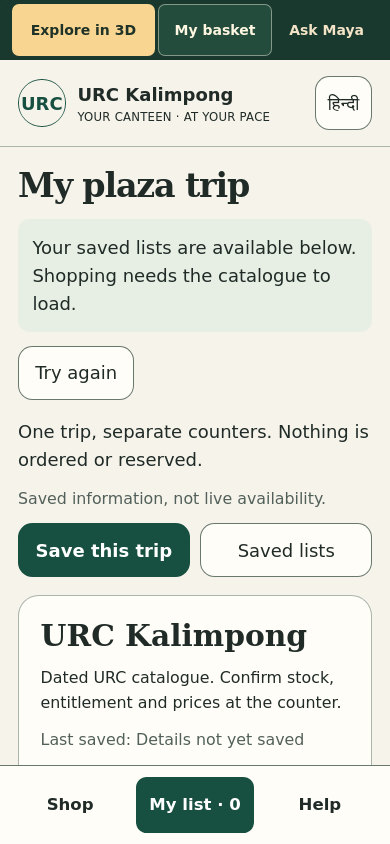 Explore in 3D
My basket
Ask Maya
URC
URC Kalimpong
YOUR CANTEEN · AT YOUR PACE
हिन्दी
My plaza trip
Your saved lists are available below.
Shopping needs the catalogue to
load.
Try again
One trip, separate counters. Nothing is
ordered or reserved.
Saved information, not live availability.
Save this trip
Saved lists
URC Kalimpong
Dated URC catalogue. Confirm stock,
entitlement and prices at the counter.
Last saved: Details not yet saved
Shop
My list · 0
Help